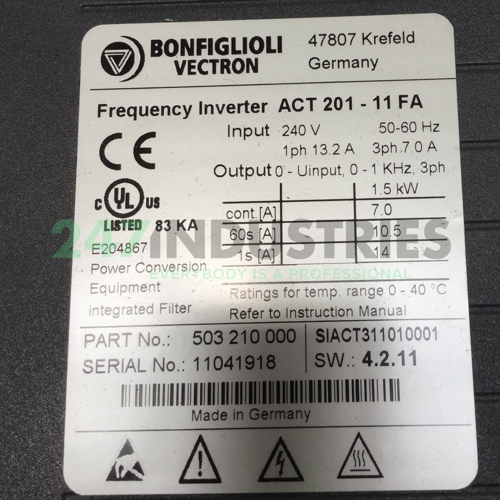 BONFIGLIOLI
VECTRON
47807 Krefeld
Germany
Frequency Inverter ACT 201 - 11 FA
Input 240 V 50-60 Hz
1ph 13.2 A 3ph.7.0 A
Output 0 - Uinput, 0 - 1 KHz, 3ph
1.5 kW
cont.[A] 7.0
60s [A] 10.5
1s [A] 14
CE
C UL US
LISTED 83 KA
E204867
Power Conversion
Equipment
Integrated Filter
Ratings for temp. range 0 - 40 °C
Refer to Instruction Manual
247INDUSTRIES
EVERYBODY IS A PROFESSIONAL
PART No.: 503 210 000 SIACT311010001
SERIAL No.: 11041918 SW.: 4.2.11
Made in Germany